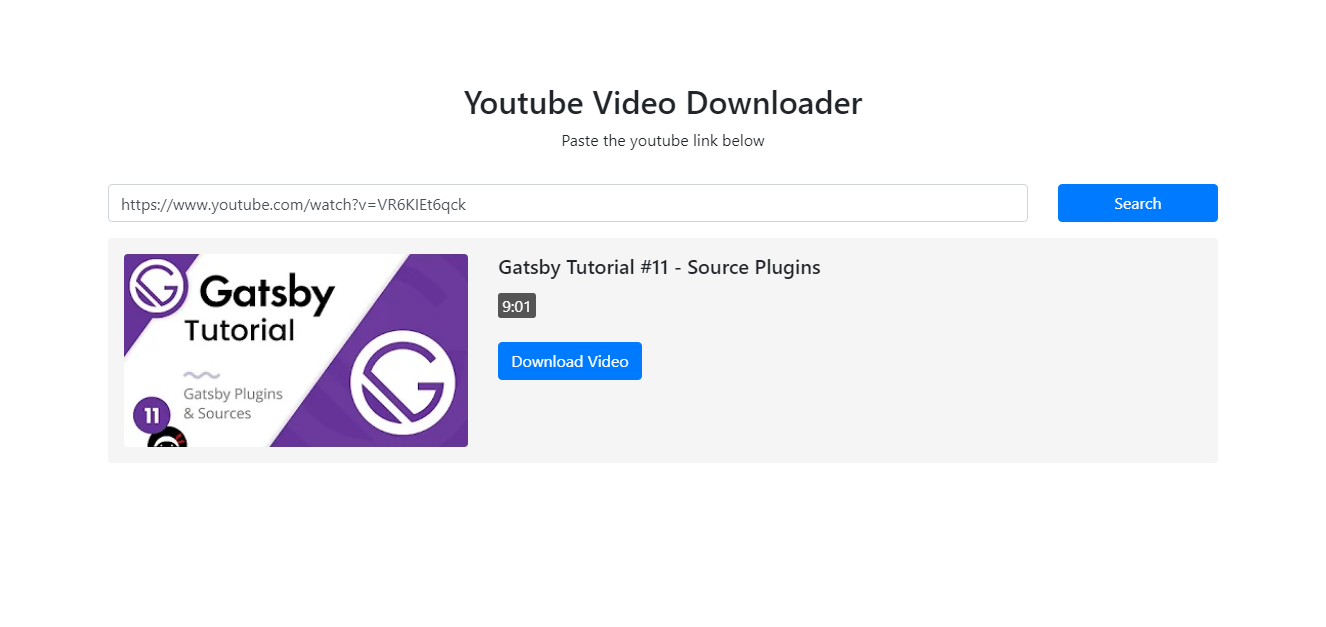 Youtube Video Downloader
Paste the youtube link below
https://www.youtube.com/watch?v=VR6KIEt6qck
Search
Gatsby
Tutorial
Gatsby Plugins
& Sources
11
Gatsby Tutorial #11 - Source Plugins
9:01
Download Video